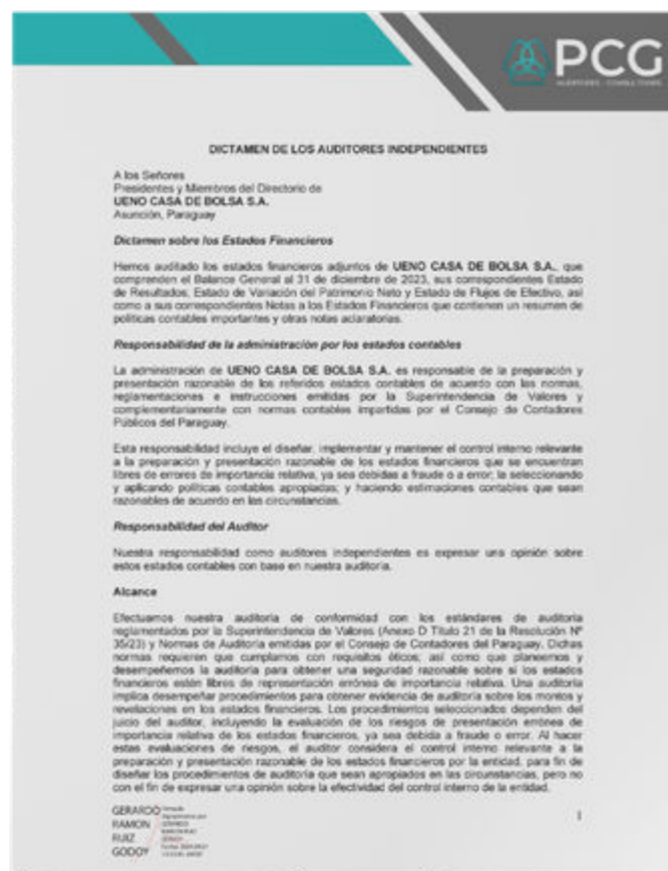 PCG
AUDITORES - CONSULTORES
DICTAMEN DE LOS AUDITORES INDEPENDIENTES
A los Señores
Presidentes y Miembros del Directorio de
UENO CASA DE BOLSA S.A.
Asunción, Paraguay
Dictamen sobre los Estados Financieros
Hemos auditado los estados financieros adjuntos de UENO CASA DE BOLSA S.A., que
comprenden el Balance General al 31 de diciembre de 2023, sus correspondientes Estado
de Resultados, Estado de Variación del Patrimonio Neto y Estado de Flujos de Efectivo, así
como a sus correspondientes Notas a los Estados Financieros que contienen un resumen de
políticas contables importantes y otras notas aclaratorias.
Responsabilidad de la administración por los estados contables
La administración de UENO CASA DE BOLSA S.A. es responsable de la preparación y
presentación razonable de los referidos estados contables de acuerdo con las normas,
reglamentaciones e instrucciones emitidas por la Superintendencia de Valores y
complementariamente con normas contables impartidas por el Consejo de Contadores
Públicos del Paraguay.
Esta responsabilidad incluye el diseñar, implementar y mantener el control interno relevante
a la preparación y presentación razonable de los estados financieros que se encuentran
libres de errores de importancia relativa, ya sea debidas a fraude o a error; la seleccionando
y aplicando políticas contables apropiadas; y haciendo estimaciones contables que sean
razonables de acuerdo en las circunstancias.
Responsabilidad del Auditor
Nuestra responsabilidad como auditores independientes es expresar una opinión sobre
estos estados contables con base en nuestra auditoría.
Alcance
Efectuamos nuestra auditoría de conformidad con los estándares de auditoría
reglamentados por la Superintendencia de Valores (Anexo D Título 21 de la Resolución N°
35/23) y Normas de Auditoría emitidas por el Consejo de Contadores del Paraguay. Dichas
normas requieren que cumplamos con requisitos éticos, así como que planeemos y
desempeñemos la auditoría para obtener una seguridad razonable sobre si los estados
financieros estén libres de representación errónea de importancia relativa. Una auditoría
implica desempeñar procedimientos para obtener evidencia de auditoría sobre los montos y
revelaciones en los estados financieros. Los procedimientos seleccionados dependen del
juicio del auditor, incluyendo la evaluación de los riesgos de presentación errónea de
importancia relativa de los estados financieros, ya sea debida a fraude o error. Al hacer
estas evaluaciones de riesgos, el auditor considera el control interno relevante a la
preparación y presentación razonable de los estados financieros por la entidad, para fin de
diseñar los procedimientos de auditoría que sean apropiados en las circunstancias, pero no
con el fin de expresar una opinión sobre la efectividad del control interno de la entidad.
GERARDO
RAMON
RUIZ
GODOY
1